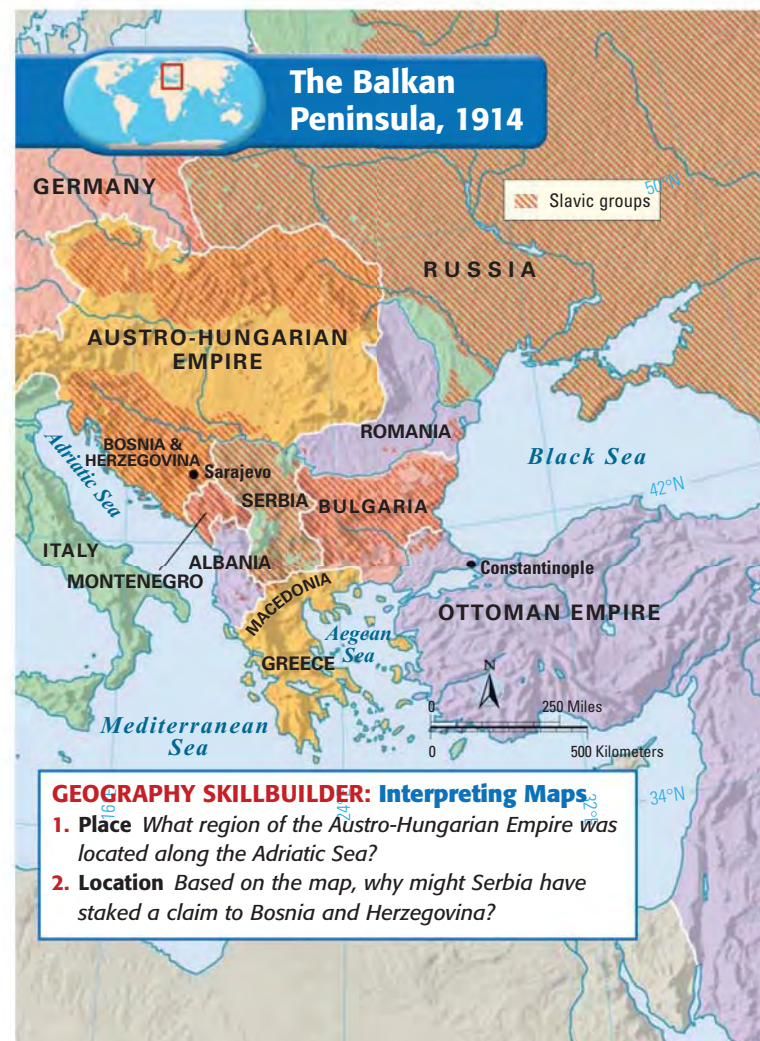 The Balkan
Peninsula, 1914
GERMANY
50°N
Slavic groups
RUSSIA
AUSTRO-HUNGARIAN
EMPIRE
ROMANIA
Black Sea
Adriatic Sea
BOSNIA &
HERZEGOVINA
Sarajevo
SERBIA
BULGARIA
42°N
ITALY
MONTENEGRO
ALBANIA
MACEDONIA
Constantinople
OTTOMAN EMPIRE
Aegean
Sea
GREECE
N
0 250 Miles
0 500 Kilometers
Mediterranean
Sea
GEOGRAPHY SKILLBUILDER: Interpreting Maps
16°E
24°E
32°E
34°N
1. Place What region of the Austro-Hungarian Empire was
located along the Adriatic Sea?
2. Location Based on the map, why might Serbia have
staked a claim to Bosnia and Herzegovina?